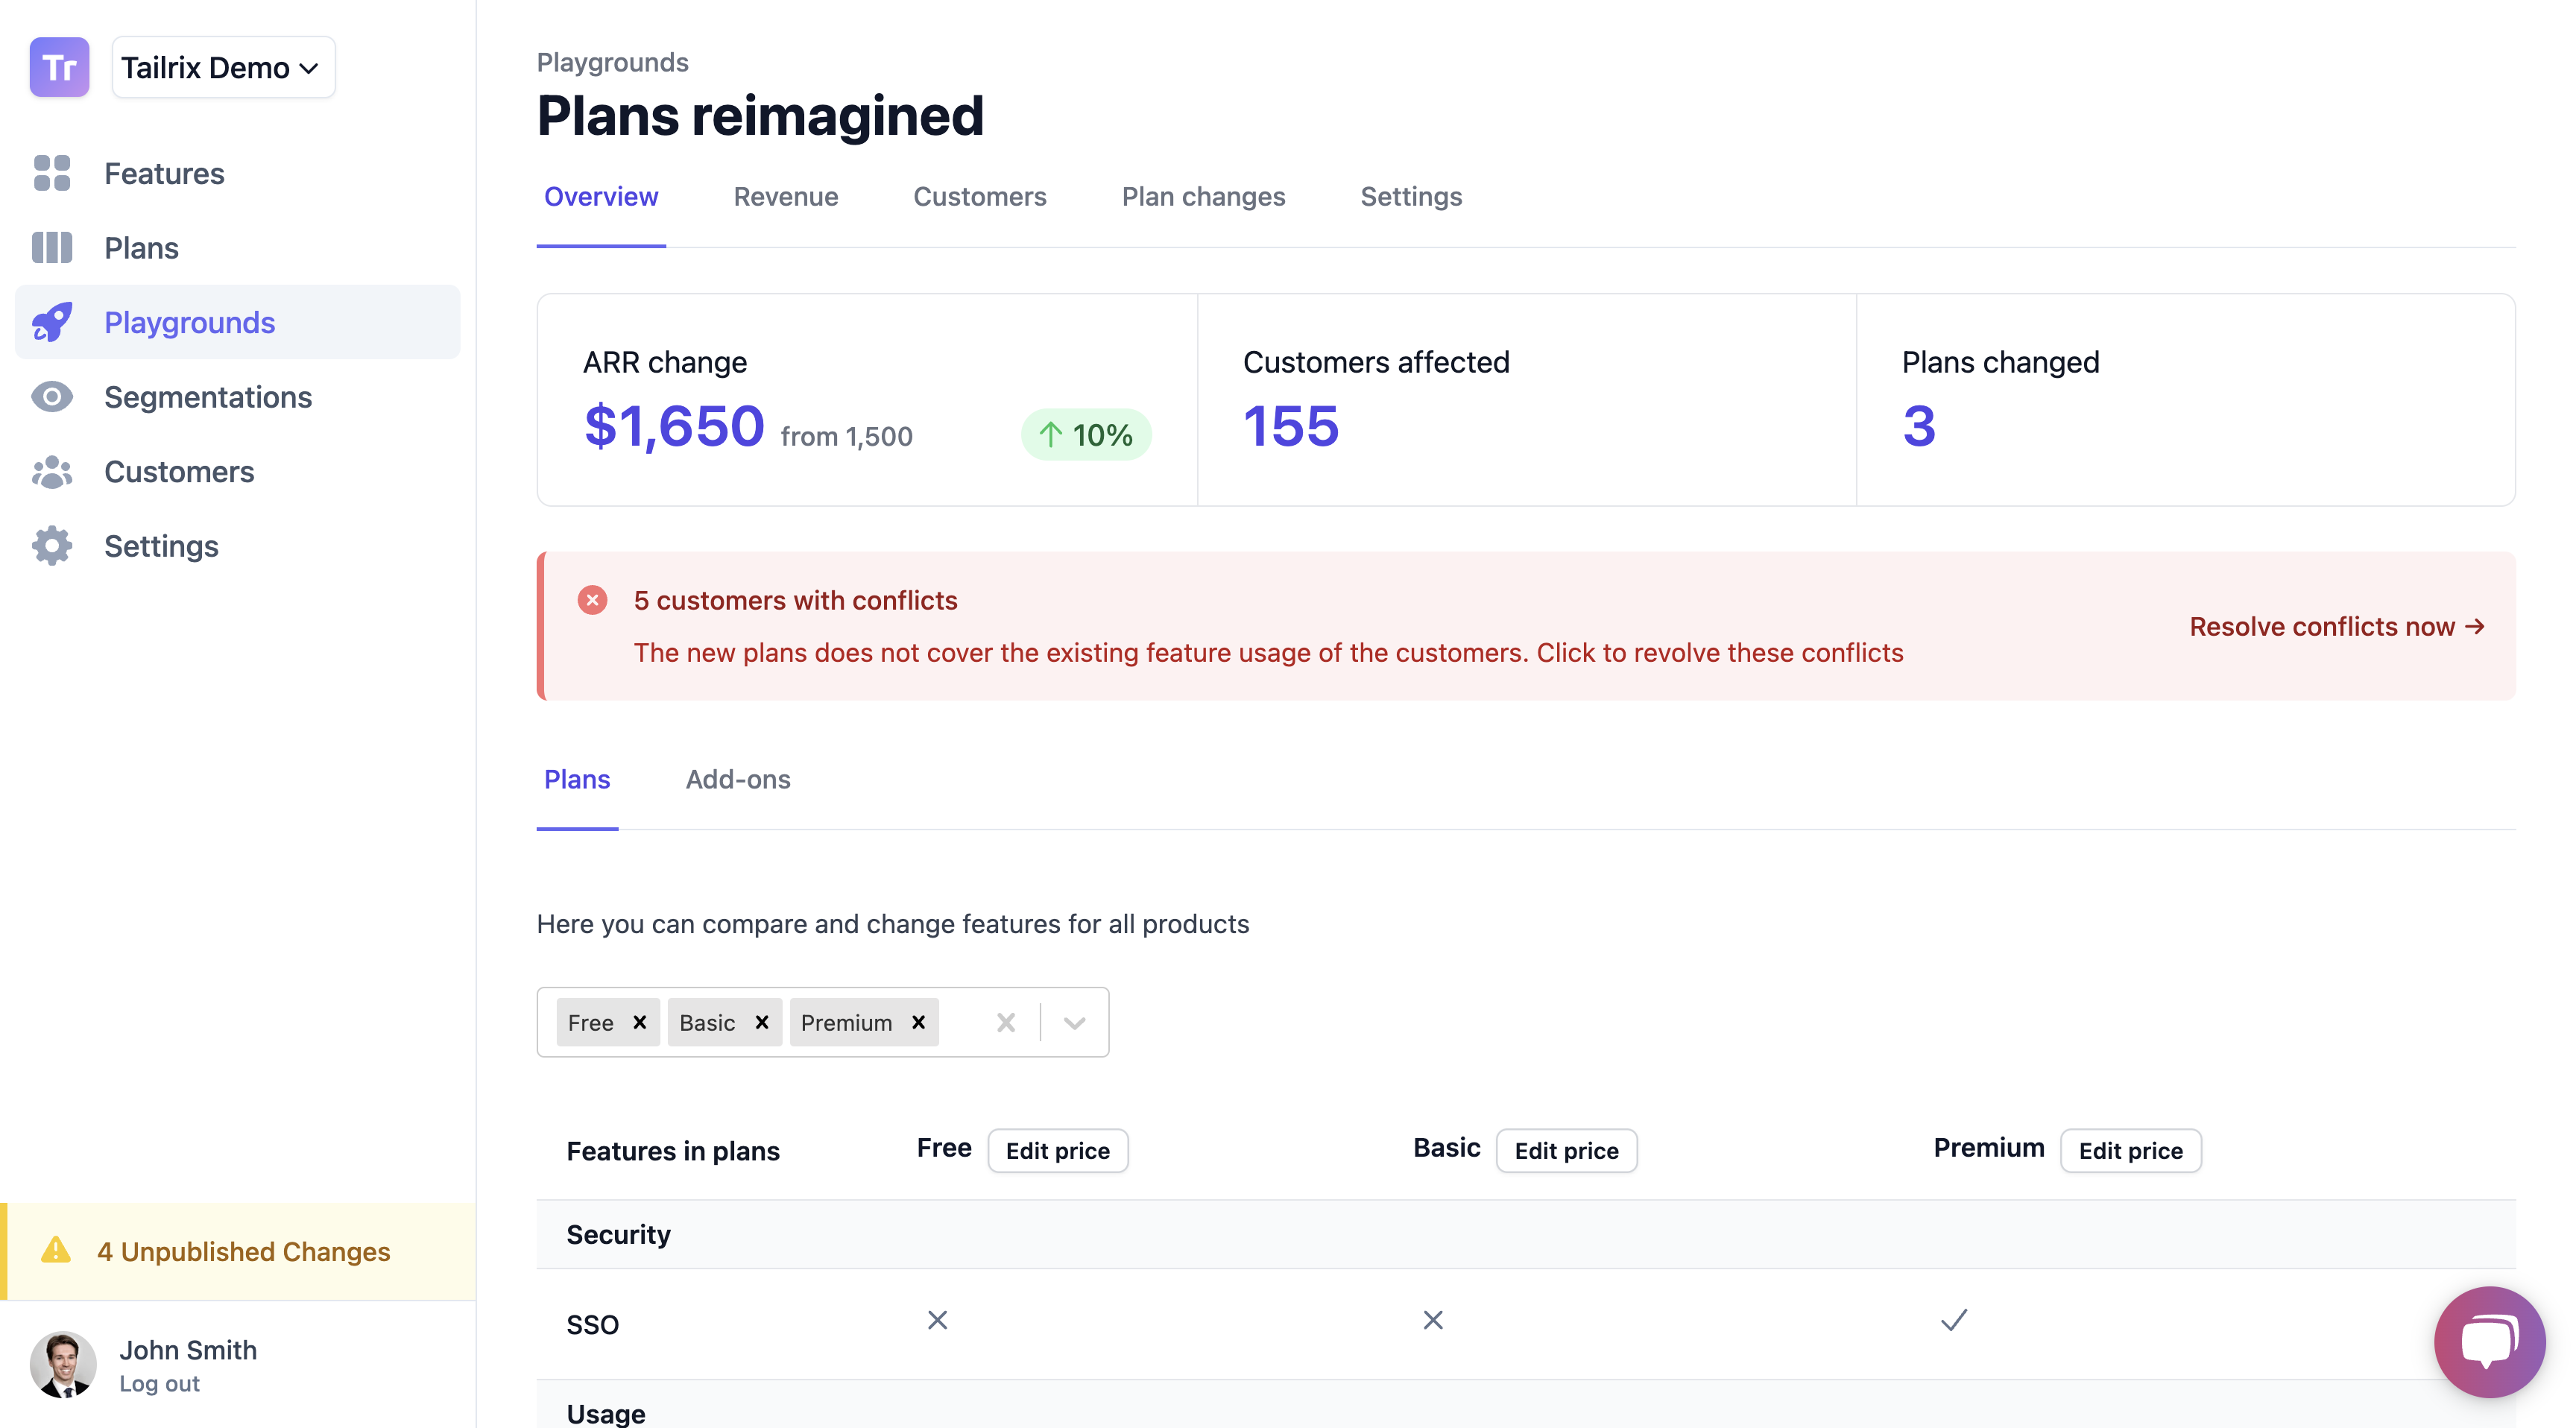 Tr
Tailrix Demo
Features
Plans
Playgrounds
Segmentations
Customers
Settings
4 Unpublished Changes
John Smith
Log out
Playgrounds
Plans reimagined
Overview Revenue Customers Plan changes Settings
ARR change
$1,650 from 1,500 10%
Customers affected
155
Plans changed
3
5 customers with conflicts
The new plans does not cover the existing feature usage of the customers. Click to revolve these conflicts
Resolve conflicts now →
Plans Add-ons
Here you can compare and change features for all products
Free Basic Premium
Features in plans Free Edit price Basic Edit price Premium Edit price
Security
SSO
Usage